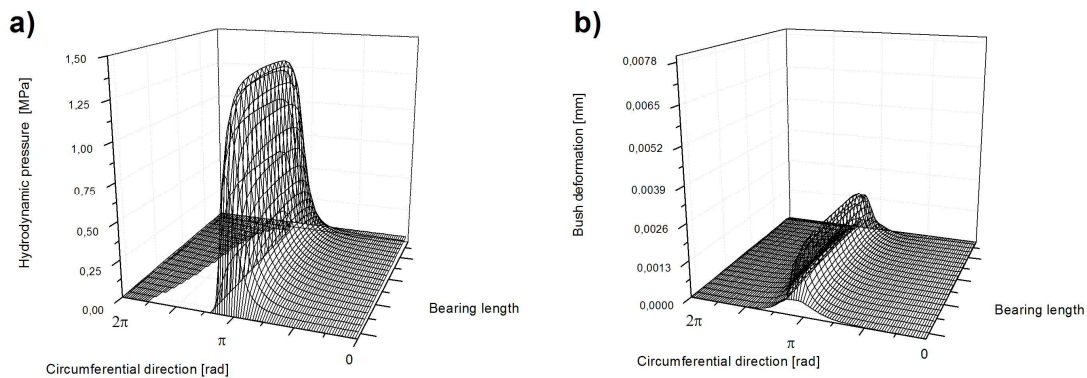 a)
Hydrodynamic pressure [MPa]
1,50
1,25
1,00
0,75
0,50
0,25
0,00
2π
π
0
Circumferential direction [rad]
Bearing length
b)
Bush deformation [mm]
0,0078
0,0065
0,0052
0,0039
0,0026
0,0013
0,0000
2π
π
0
Circumferential direction [rad]
Bearing length